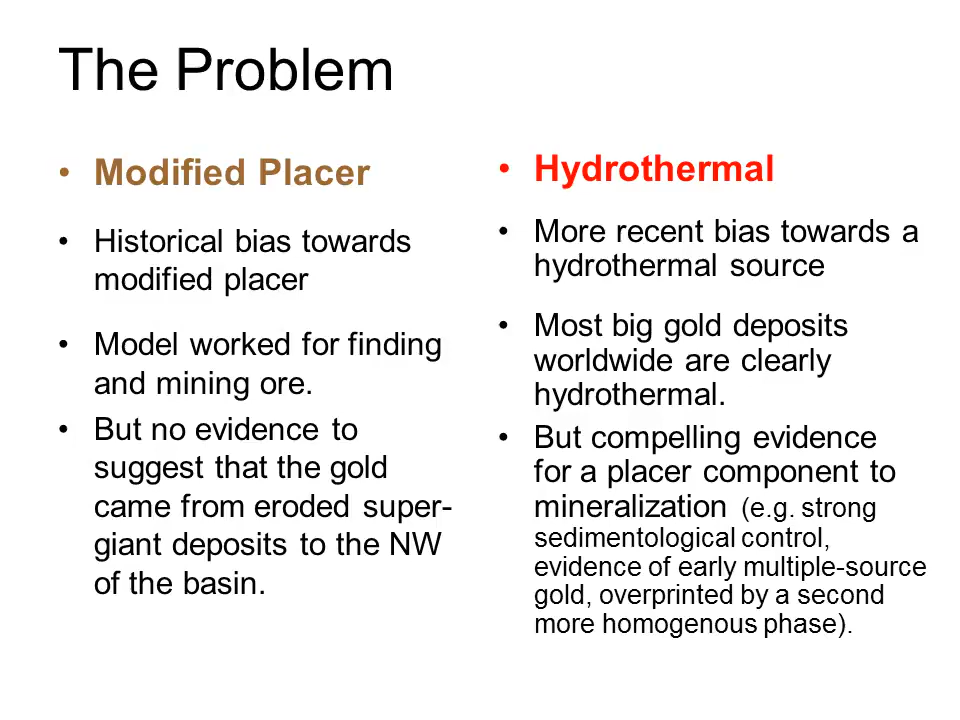 The Problem
• Modified Placer
• Historical bias towards
modified placer
• Model worked for finding
and mining ore.
• But no evidence to
suggest that the gold
came from eroded super-
giant deposits to the NW
of the basin.
• Hydrothermal
• More recent bias towards a
hydrothermal source
• Most big gold deposits
worldwide are clearly
hydrothermal.
• But compelling evidence
for a placer component to
mineralization (e.g. strong
sedimentological control,
evidence of early multiple-source
gold, overprinted by a second
more homogenous phase).